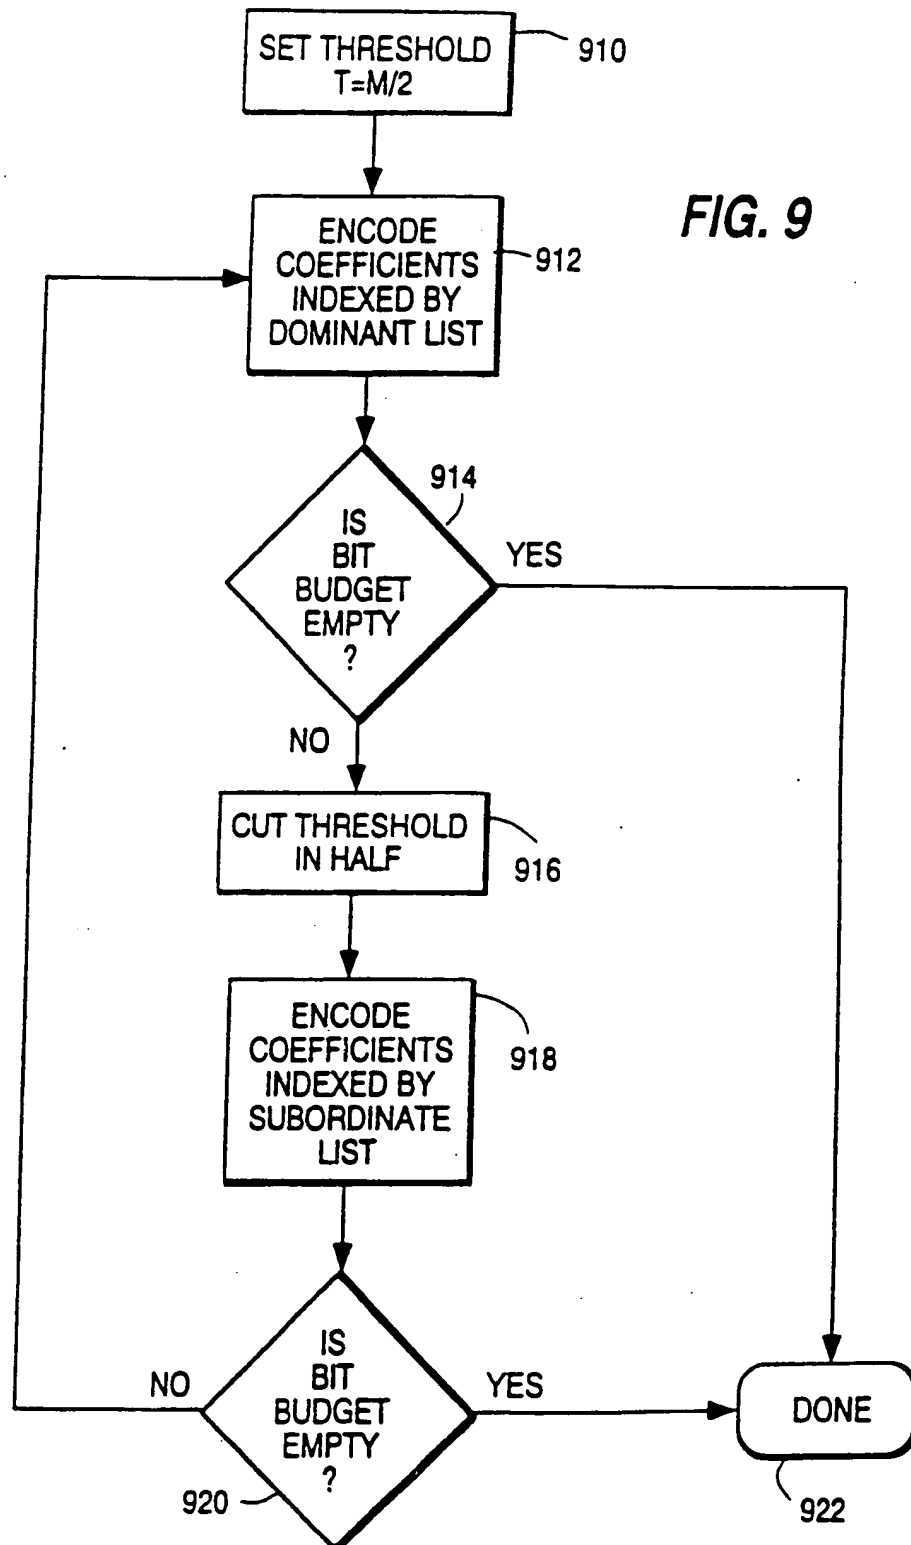 SET THRESHOLD
T=M/2
910
FIG. 9
ENCODE
COEFFICIENTS
INDEXED BY
DOMINANT LIST
912
914
IS
BIT
BUDGET
EMPTY
?
YES
NO
CUT THRESHOLD
IN HALF
916
ENCODE
COEFFICIENTS
INDEXED BY
SUBORDINATE
LIST
918
NO
IS
BIT
BUDGET
EMPTY
?
YES
DONE
920
922